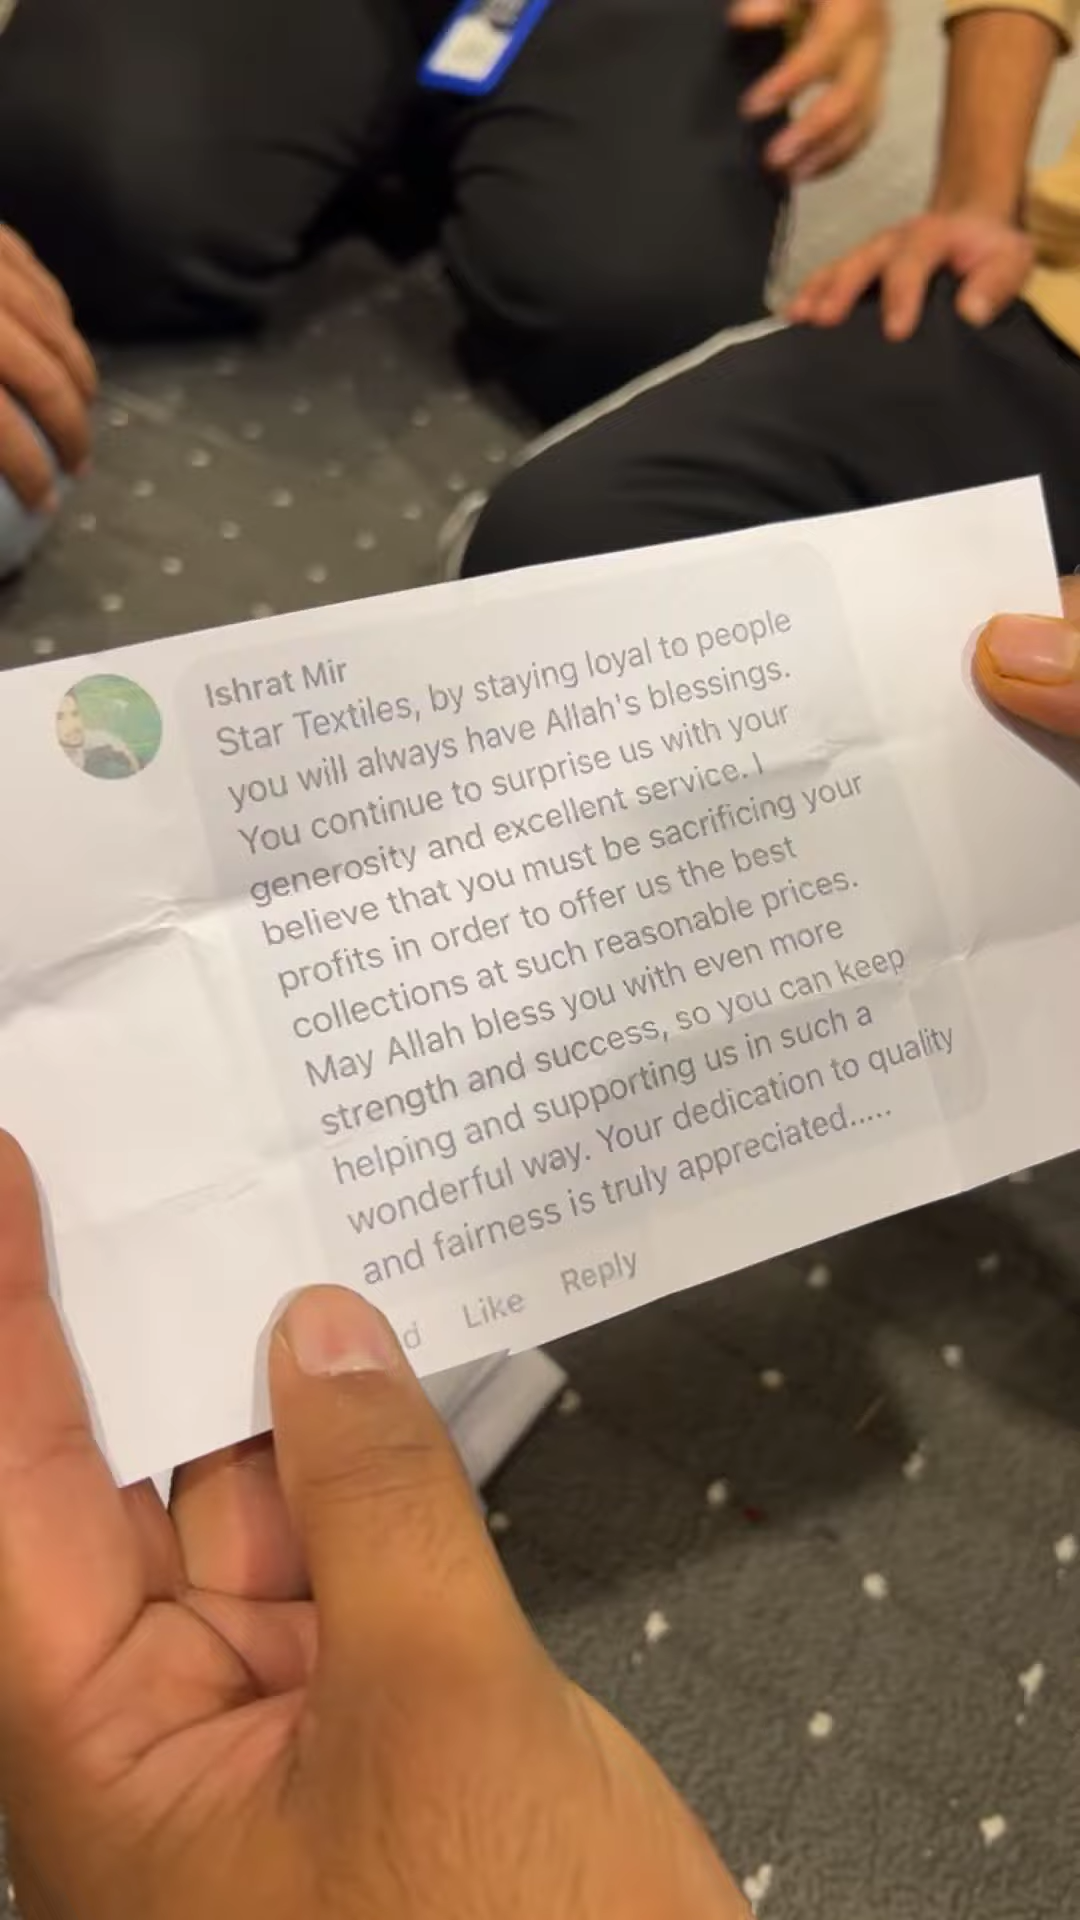 Ishrat Mir
Star Textiles, by staying loyal to people
you will always have Allah's blessings.
You continue to surprise us with your
generosity and excellent service. I
believe that you must be sacrificing your
profits in order to offer us the best
collections at such reasonable prices.
May Allah bless you with even more
strength and success, so you can keep
helping and supporting us in such a
wonderful way. Your dedication to quality
and fairness is truly appreciated.....
d Like Reply